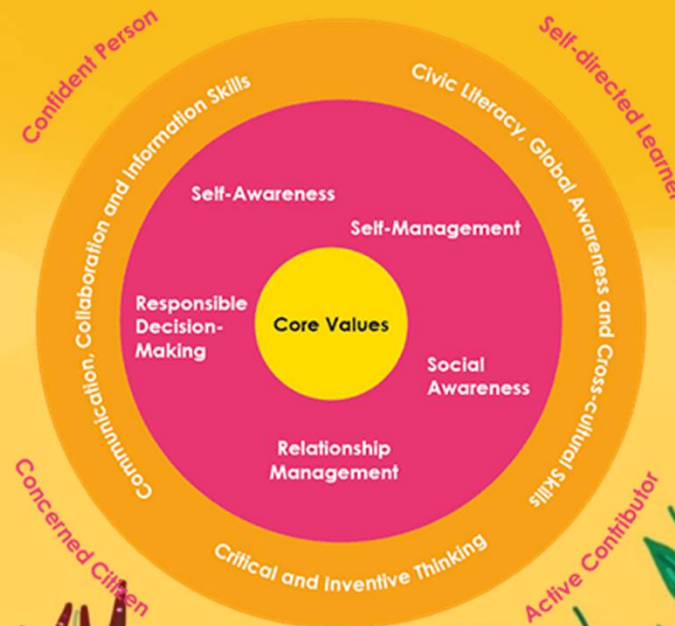 Confident Person
Self-directed Learner
Communication, Collaboration and Information Skills
Civic Literacy, Global Awareness and Cross-cultural Skills
Self-Awareness
Self-Management
Responsible
Decision-
Making
Core Values
Social
Awareness
Relationship
Management
Critical and Inventive Thinking
Concerned Citizen
Active Contributor